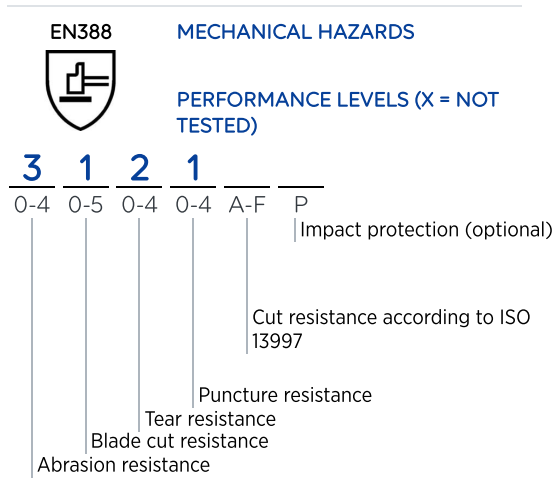 EN388
MECHANICAL HAZARDS
PERFORMANCE LEVELS (X = NOT
TESTED)
3 1 2 1
0-4 0-5 0-4 0-4 A-F P
Impact protection (optional)
Cut resistance according to ISO
13997
Puncture resistance
Tear resistance
Blade cut resistance
Abrasion resistance